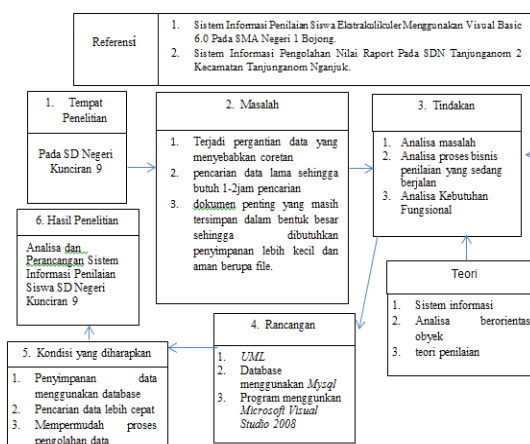 Referensi
1. Sistem Informasi Penilaian Siswa Ekstrakulikuler Menggunakan Visual Basic
6.0 Pada SMA Negeri 1 Bojong.
2. Sistem Informasi Pengolahan Nilai Raport Pada SDN Tanjunganom 2
Kecamatan Tanjunganom Nganjuk.
1. Tempat
Penelitian
Pada SD Negeri
Kunciran 9
2. Masalah
1. Terjadi pergantian data yang
menyebabkan coretan
2. pencarian data lama sehingga
butuh 1-2jam pencarian
3. dokumen penting yang masih
tersimpan dalam bentuk besar
sehingga dibutuhkan
penyimpanan lebih kecil dan
aman berupa file.
3. Tindakan
1. Analisa masalah
2. Analisa proses bisnis
penilaian yang sedang
berjalan
3. Analisa Kebutuhan
Fungsional
Teori
1. Sistem informasi
2. Analisa berorientas
obyek
3. teori penilaian
4. Rancangan
1. UML
2. Database
menggunakan Mysql
3. Program menggunkan
Microsoft Visual
Studio 2008
5. Kondisi yang diharapkan
1. Penyimpanan data
menggunakan database
2. Pencarian data lebih cepat
3. Mempermudah proses
pengolahan data
6. Hasil Penelitian
Analisa dan
Perancangan Sistem
Informasi Penilaian
Siswa SD Negeri
Kunciran 9